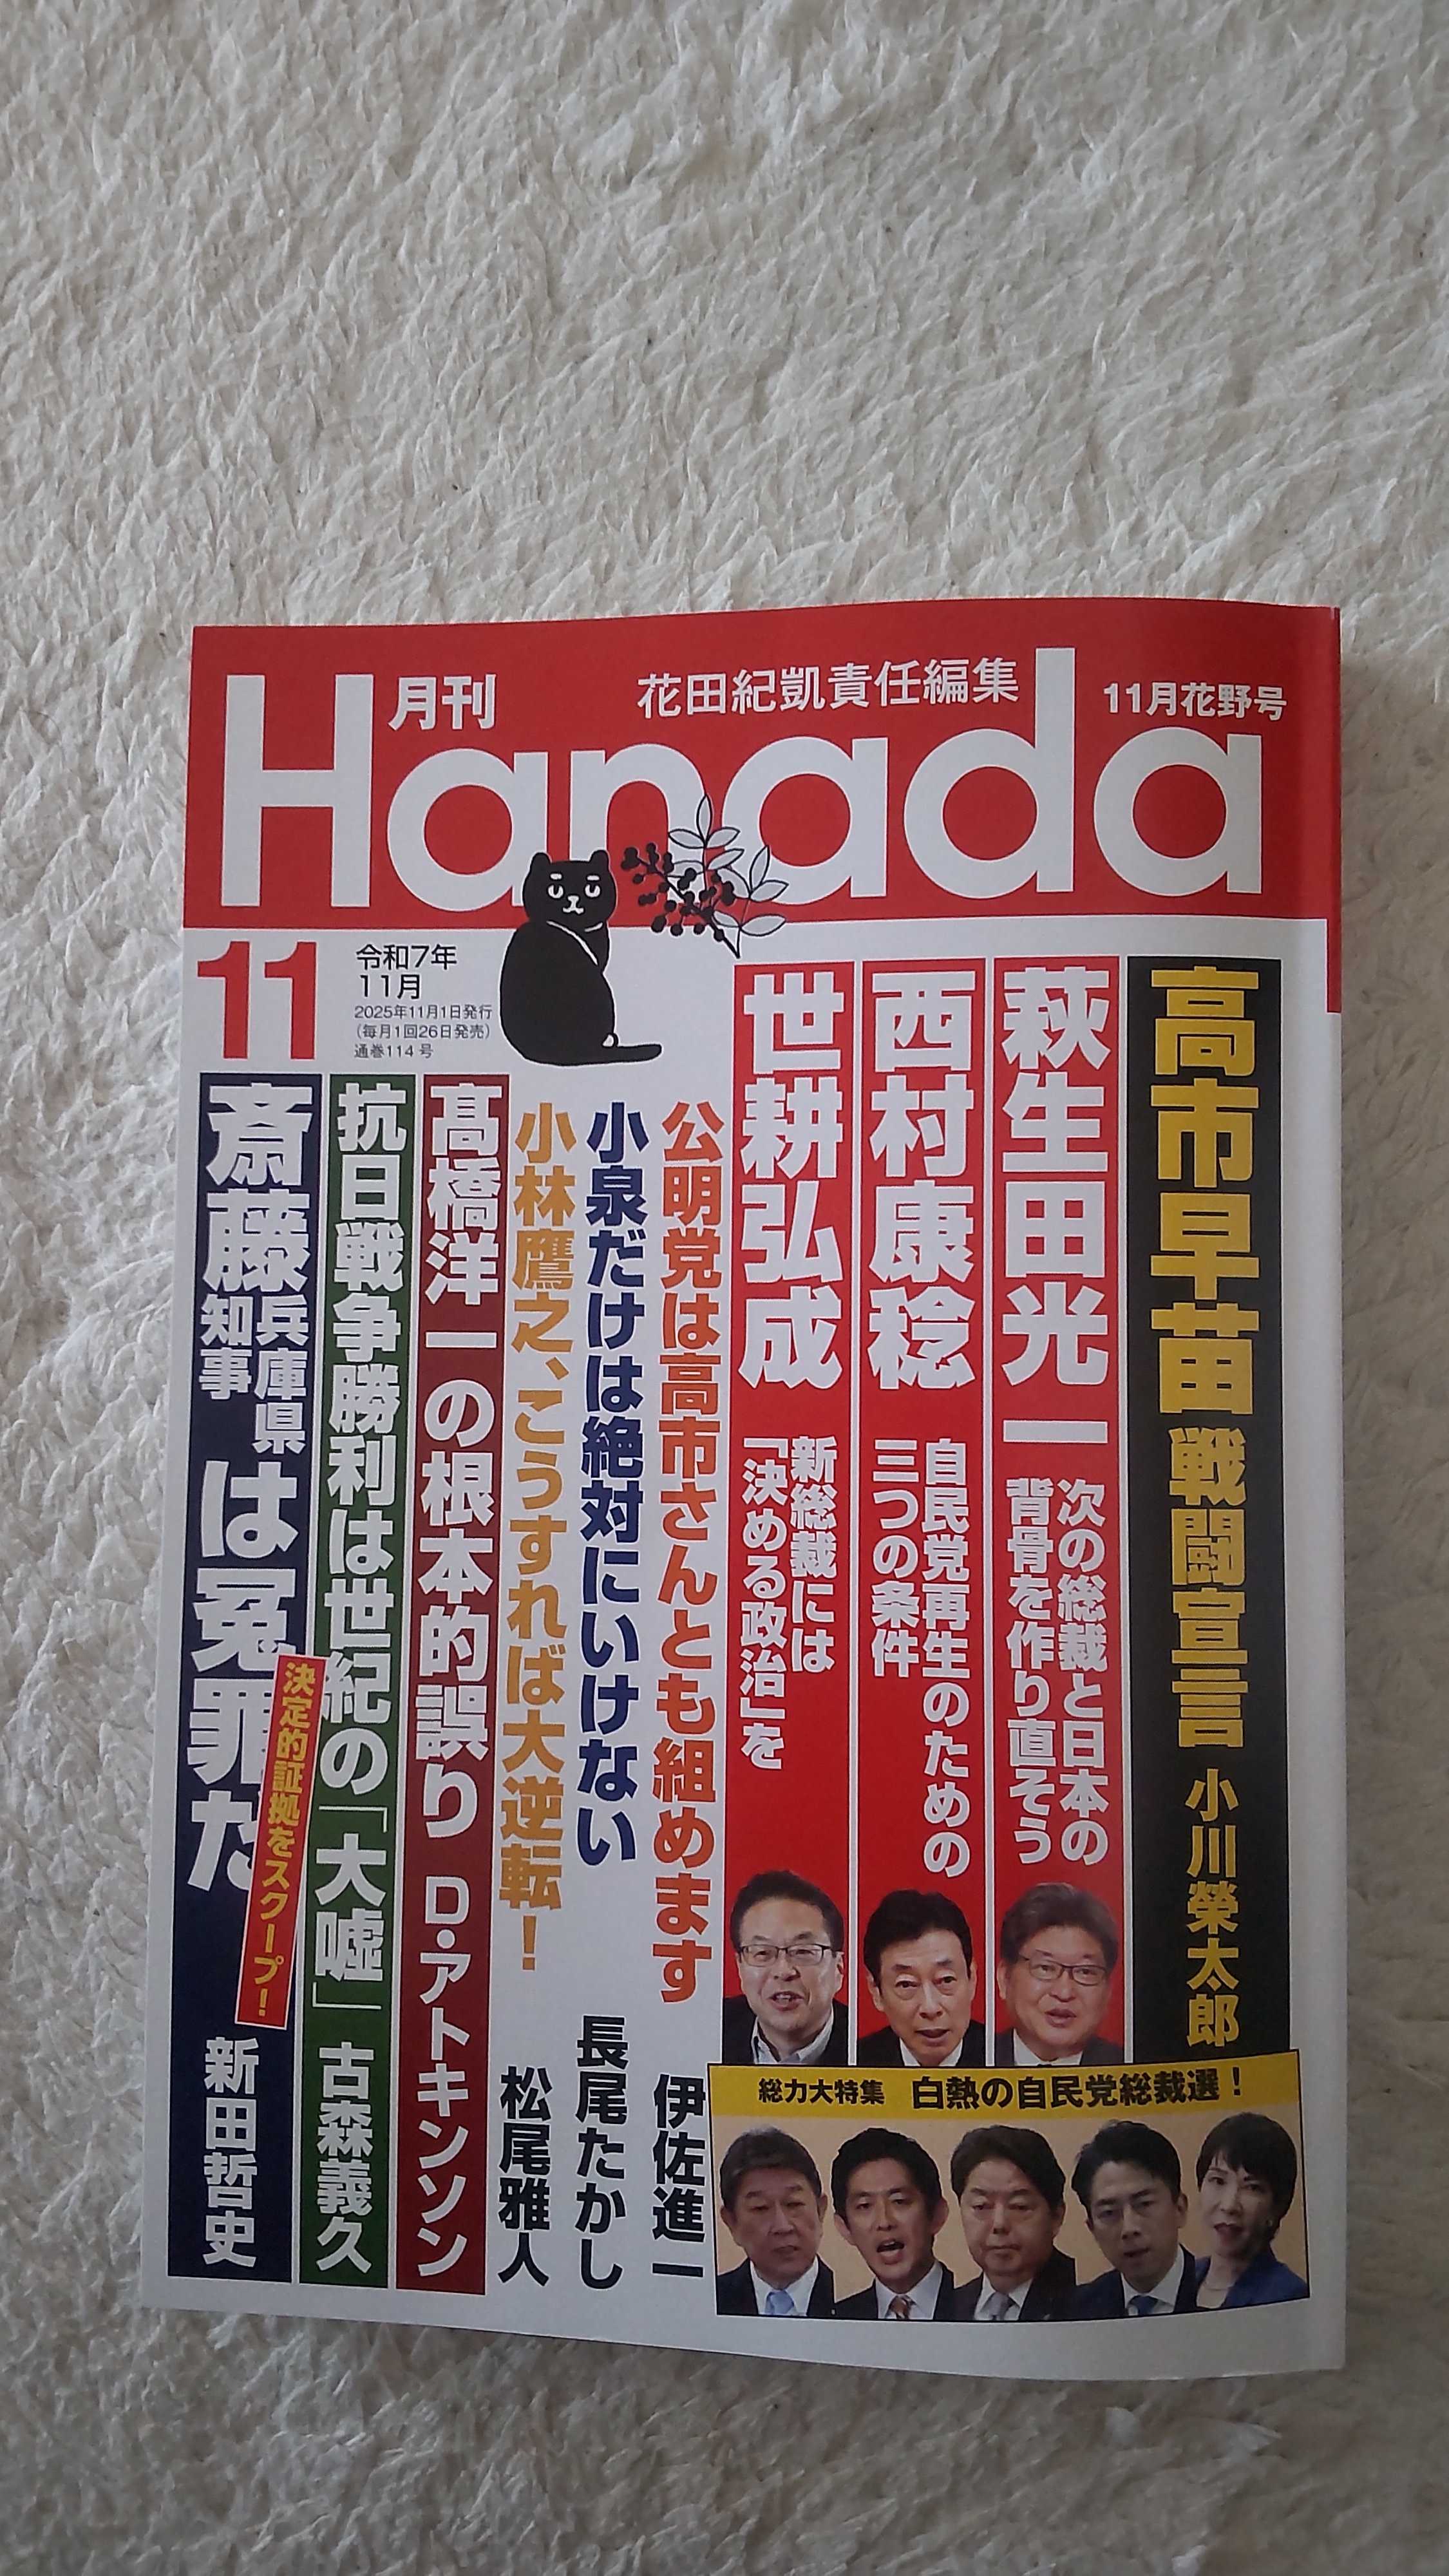 月刊
花田紀凱責任編集
11月花野号
Hanada
11
令和7年
11月
2025年11月1日発行
(毎月1回26日発売)
通巻114号
高市早苗 戦闘宣言 小川榮太郎
萩生田光一
次の総裁と日本の
背骨を作り直そう
西村康稔
自民党再生のための
三つの条件
世耕弘成
新総裁には
「決める政治」を
公明党は高市さんとも組めます 伊佐進一
小泉だけは絶対にいけない 長尾たかし
小林鷹之、こうすれば大逆転! 松尾雅人
髙橋洋一の根本的誤り D・アトキンソン
抗日戦争勝利は世紀の「大嘘」 古森義久
斎藤兵庫県知事は冤罪だ 新田哲史
決定的証拠をスクープ!
総力大特集 白熱の自民党総裁選!